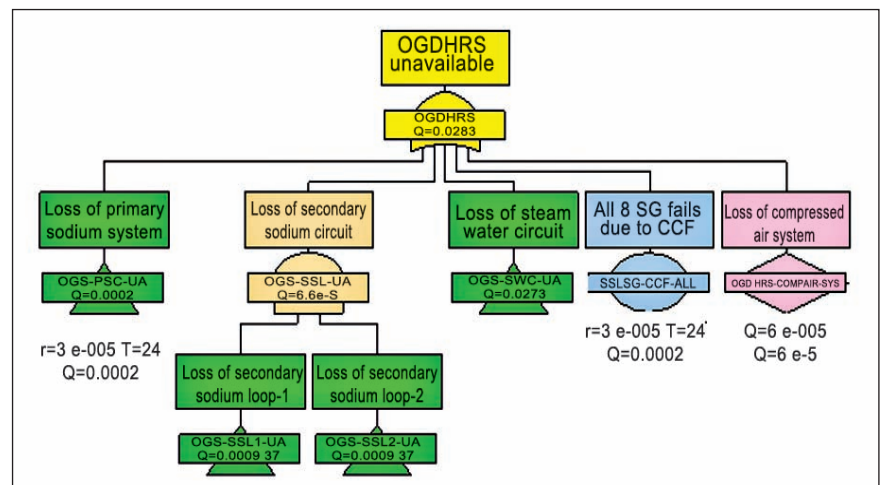 OGDHRS
unavailable
OGDHRS
Q=0.0283
Loss of primary
sodium system
OGS-PSC-UA
Q=0.0002
r=3 e-005 T=24
Q=0.0002
Loss of secondary
sodium circuit
OGS-SSL-UA
Q=6.6e-S
Loss of secondary
sodium loop-1
OGS-SSL1-UA
Q=0.0009 37
Loss of secondary
sodium loop-2
OGS-SSL2-UA
Q=0.0009 37
Loss of steam
water circuit
OGS-SWC-UA
Q=0.0273
All 8 SG fails
due to CCF
SSLSG-CCF-ALL
r=3 e-005 T=24
Q=0.0002
Loss of compressed
air system
OGD HRS-COMPAIR-SYS
Q=6 e-005
Q=6 e-5